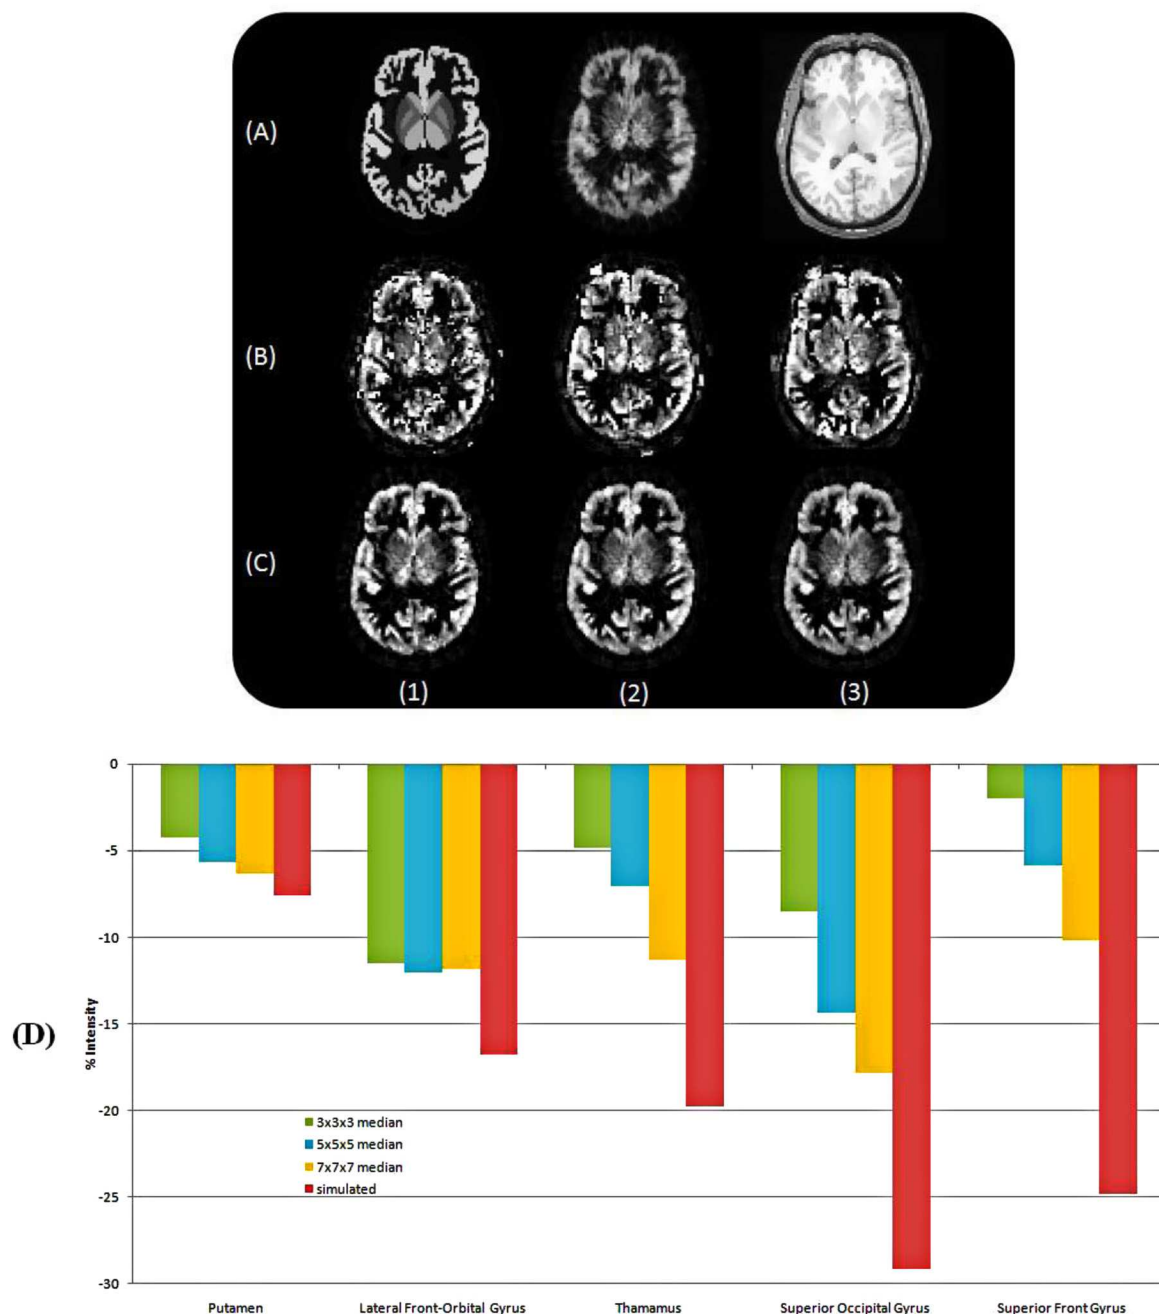 (A)
(B)
(C)
(1) (2) (3)
(D)
% Intensity
0
-5
-10
-15
-20
-25
-30
3x3x3 median
5x5x5 median
7x7x7 median
simulated
Putamen Lateral Front-Orbital Gyrus Thamamus Superior Occipital Gyrus Superior Front Gyrus